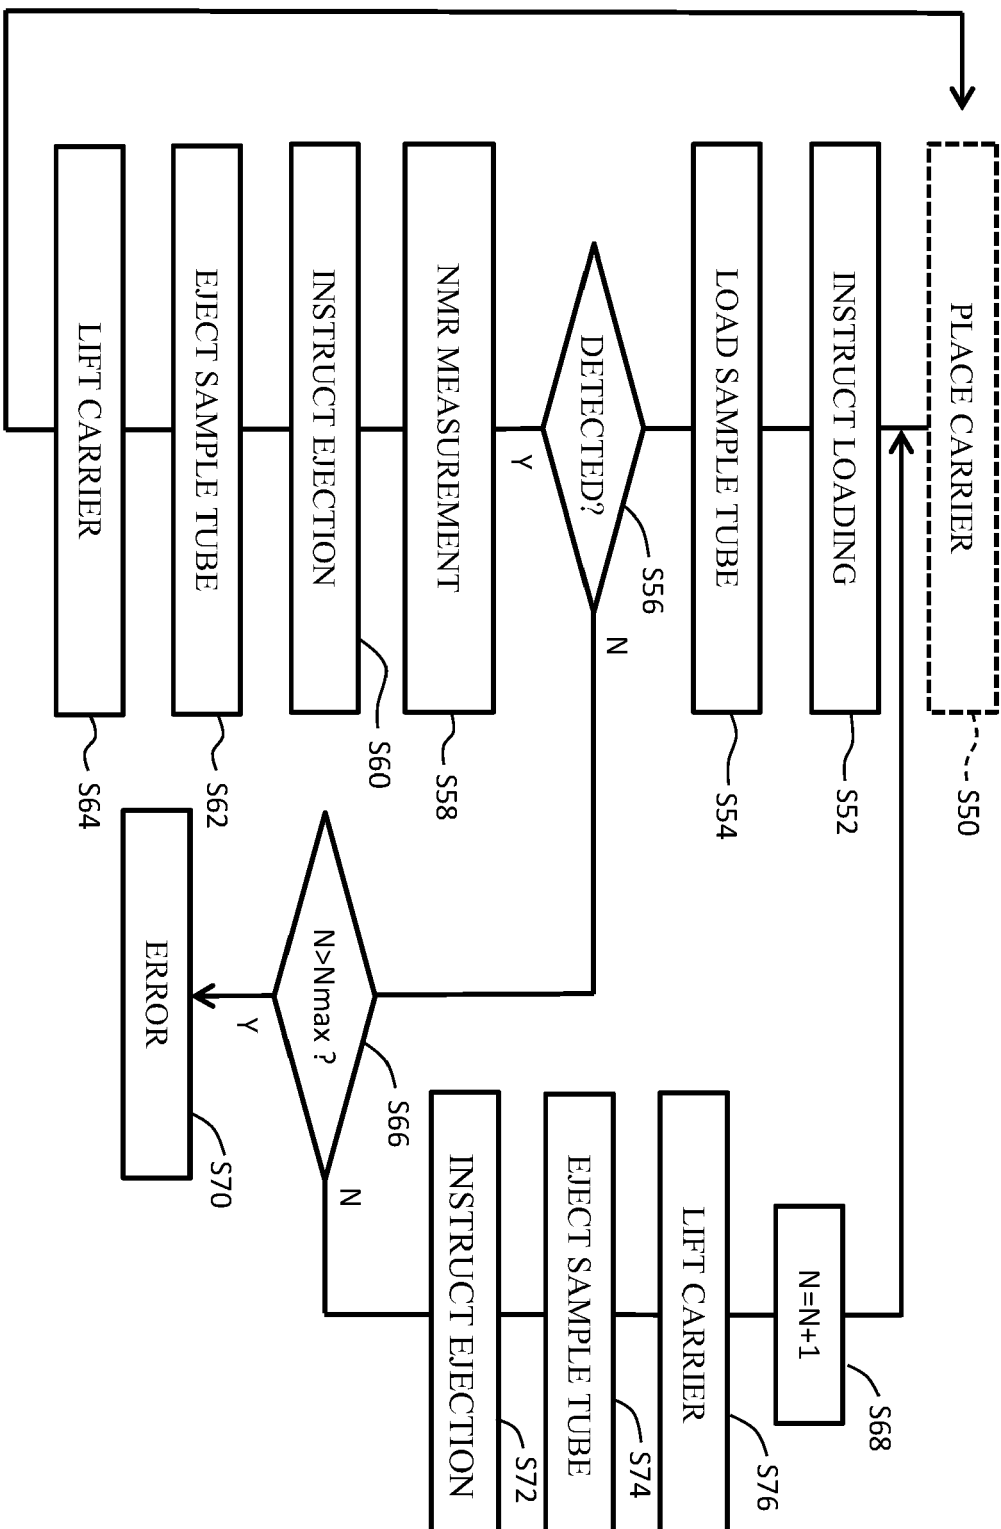 PLACE CARRIER
S50
INSTRUCT LOADING
S52
LOAD SAMPLE TUBE
S54
DETECTED?
S56
Y
N
NMR MEASUREMENT
S58
INSTRUCT EJECTION
S60
EJECT SAMPLE TUBE
S62
LIFT CARRIER
S64
N>Nmax ?
S66
Y
N
ERROR
S70
N=N+1
S68
LIFT CARRIER
S76
EJECT SAMPLE TUBE
S74
INSTRUCT EJECTION
S72